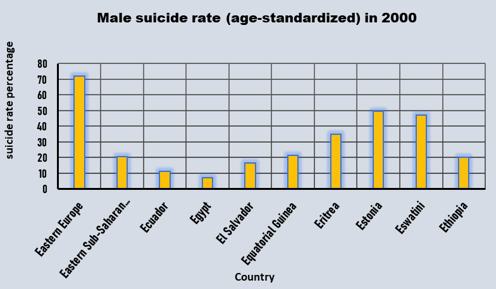 Male suicide rate (age-standardized) in 2000
suicide rate percentage
80
70
60
50
40
30
20
10
0
Eastern Europe
Eastern Sub-Saharan...
Ecuador
Egypt
El Salvador
Equatorial Guinea
Eritrea
Estonia
Eswatini
Ethiopia
Country